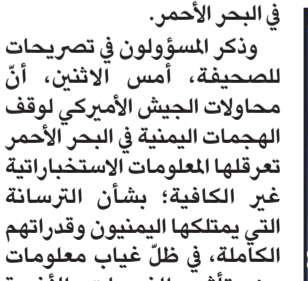 في البحر الأحمر.
وذكر المسؤولون في تصريحات
للصحيفة، أمس الاثنين، أنّ
محاولات الجيش الأميركي لوقف
الهجمات اليمنية في البحر الأحمر
تعرقلها المعلومات الاستخباراتية
غير الكافية؛ بشأن الترسانة
التي يمتلكها اليمنيون وقدراتهم
الكاملة، في ظلّ غياب معلومات